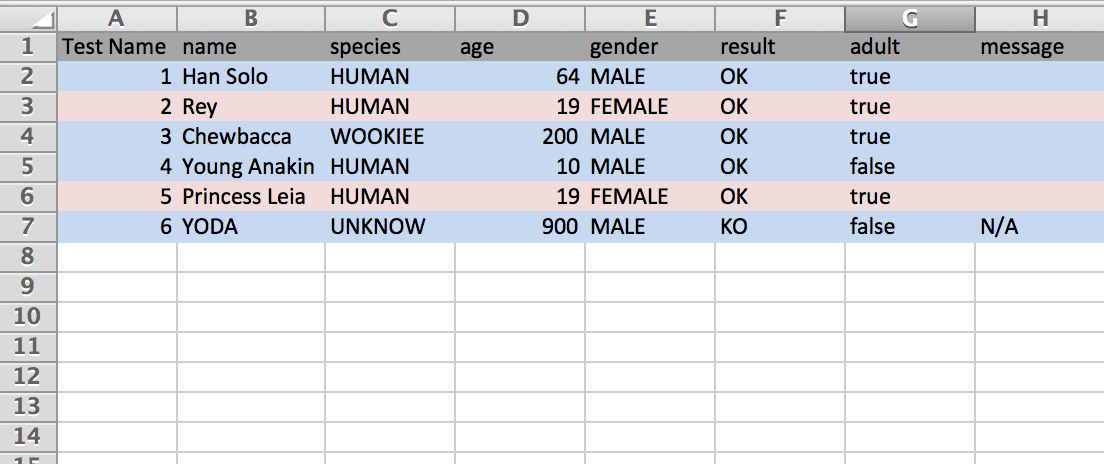 A B C D E F G H
1 Test Name name species age gender result adult message
2 1 Han Solo HUMAN 64 MALE OK true
3 2 Rey HUMAN 19 FEMALE OK true
4 3 Chewbacca WOOKIEE 200 MALE OK true
5 4 Young Anakin HUMAN 10 MALE OK false
6 5 Princess Leia HUMAN 19 FEMALE OK true
7 6 YODA UNKNOW 900 MALE KO false N/A
8
9
10
11
12
13
14
15